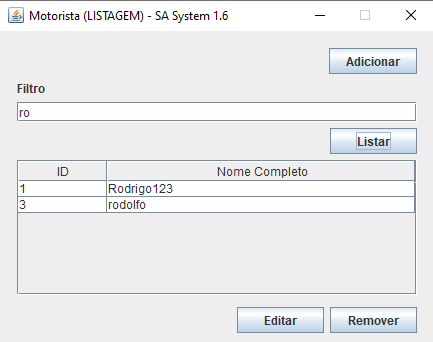 Motorista (LISTAGEM) - SA System 1.6
Adicionar
Filtro
ro
Listar
ID Nome Completo
1 Rodrigo123
3 rodolfo
Editar Remover